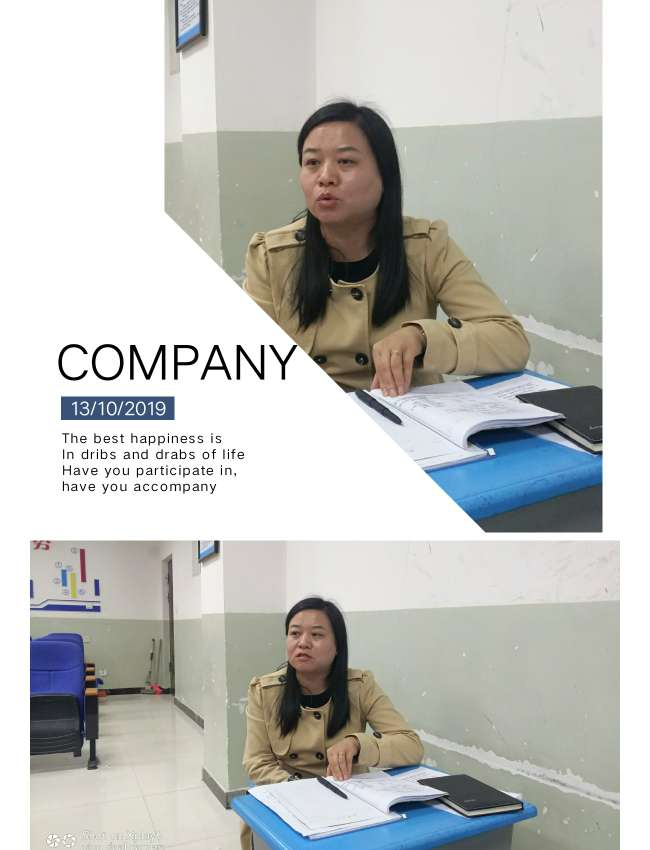 COMPANY
13/10/2019
The best happiness is
In dribs and drabs of life
Have you participate in,
have you accompany